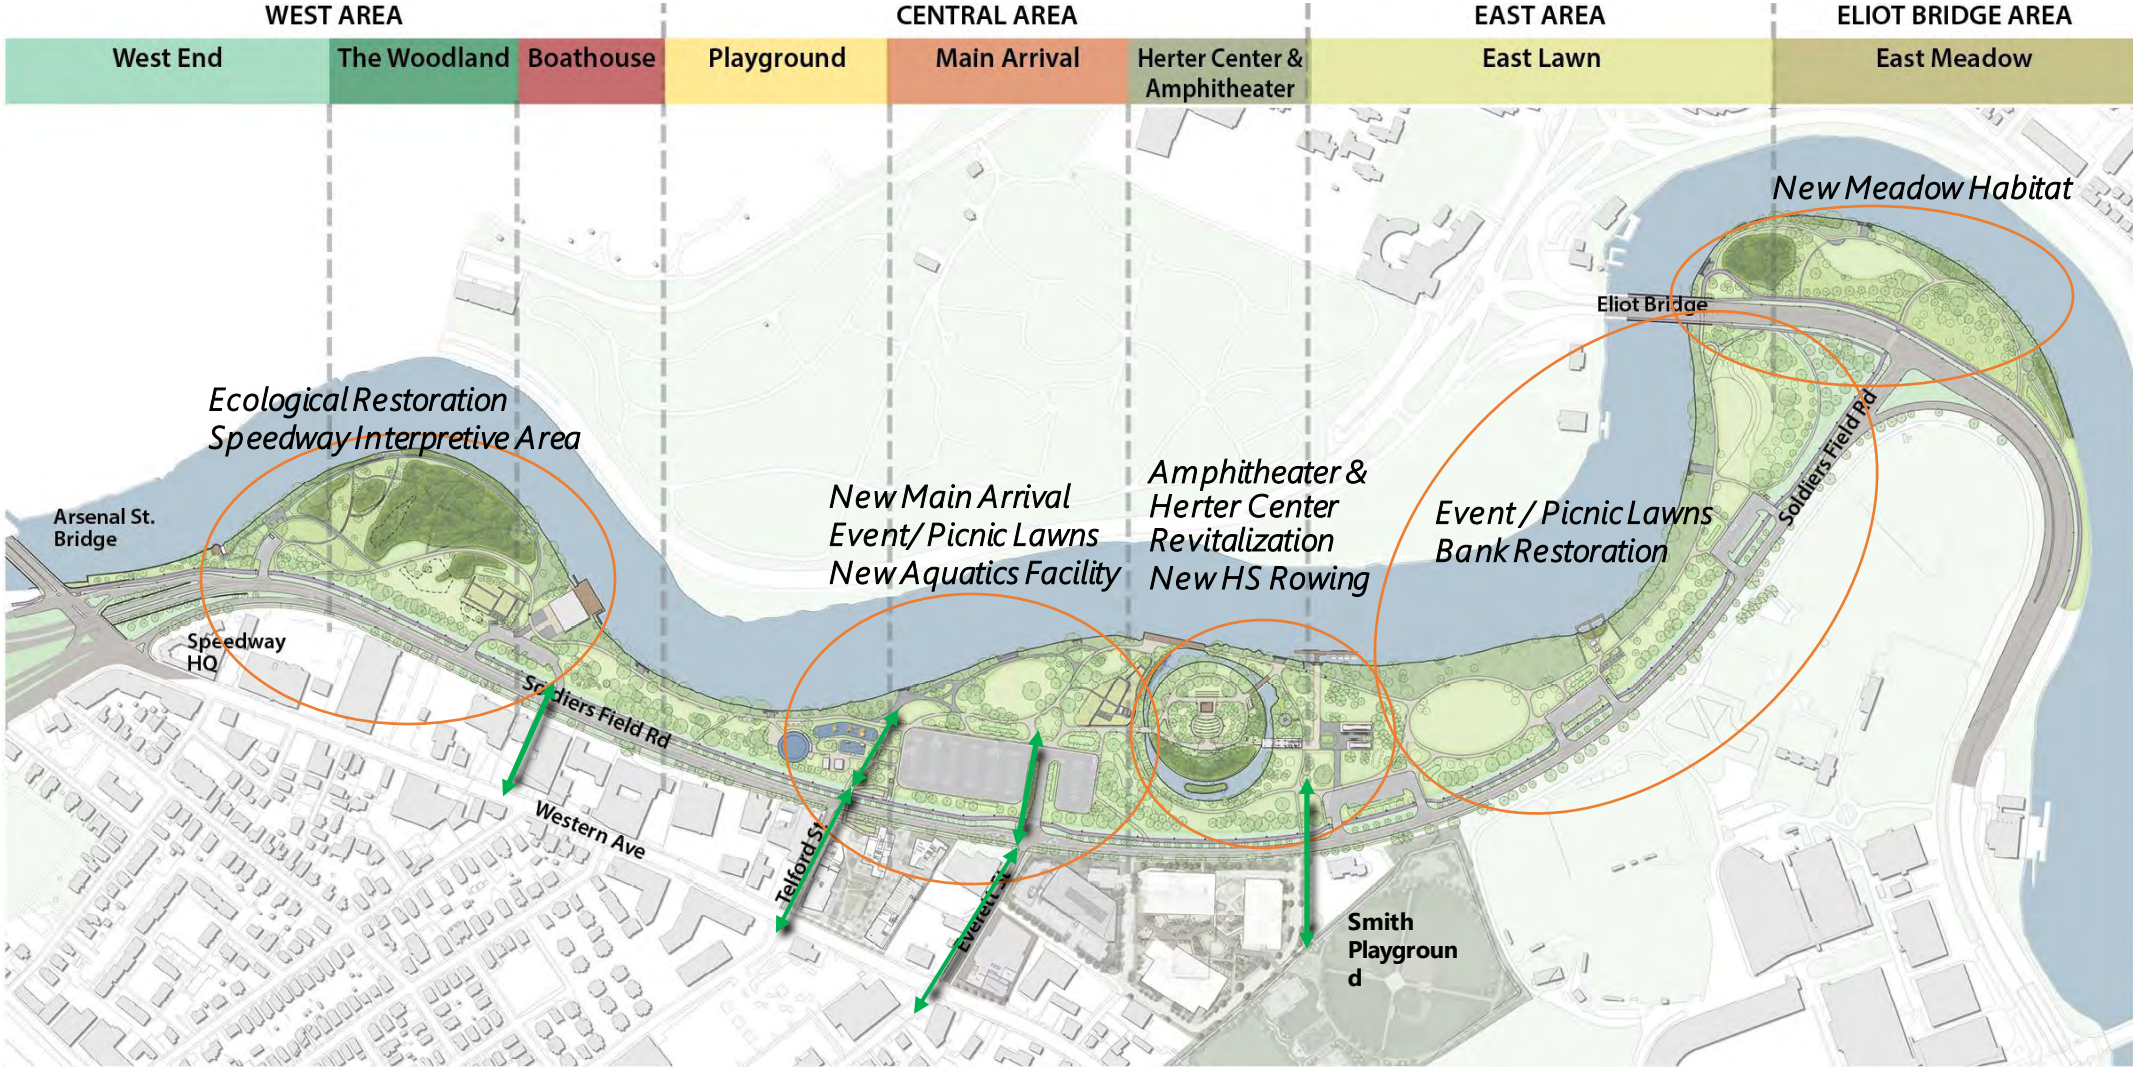 WEST AREA
CENTRAL AREA
EAST AREA
ELIOT BRIDGE AREA
West End
The Woodland
Boathouse
Playground
Main Arrival
Herter Center &
Amphitheater
East Lawn
East Meadow
New Meadow Habitat
Eliot Bridge
Ecological Restoration
Speedway Interpretive Area
New Main Arrival
Event/ Picnic Lawns
New Aquatics Facility
Amphitheater &
Herter Center
Revitalization
New HS Rowing
Event / Picnic Lawns
Bank Restoration
Soldiers Field Rd
Arsenal St.
Bridge
Speedway
HQ
Soldiers Field Rd
Western Ave
Telford St
Everett St
Smith
Playgroun
d